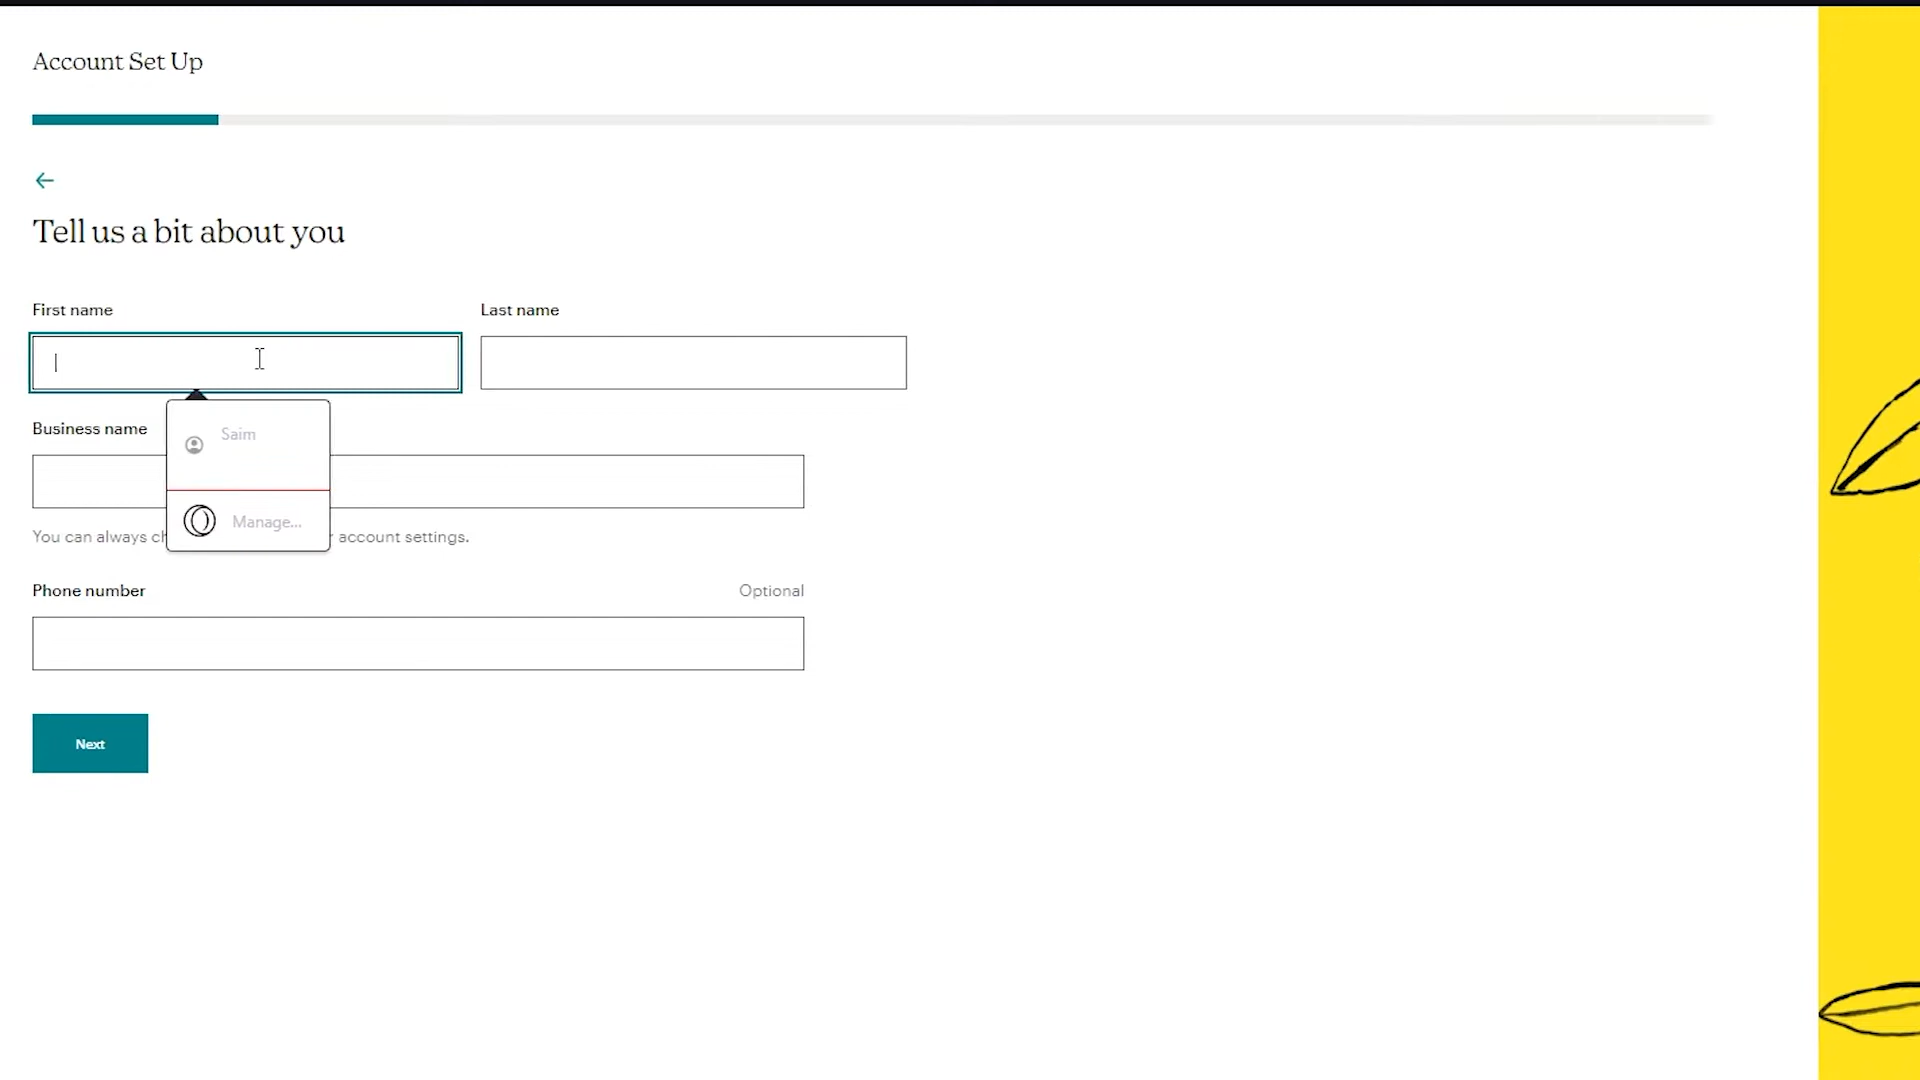 Account Set Up
Tell us a bit about you
First name
Last name
Saim
Business name
Manage...
You can always ch
account settings.
Phone number
Optional
Next